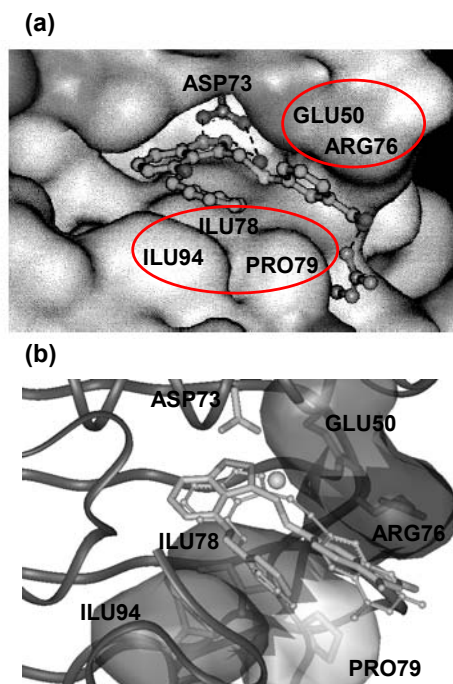 (a)
ASP73
GLU50
ARG76
ILU78
ILU94
PRO79
(b)
ASP73
GLU50
ARG76
ILU78
ILU94
PRO79